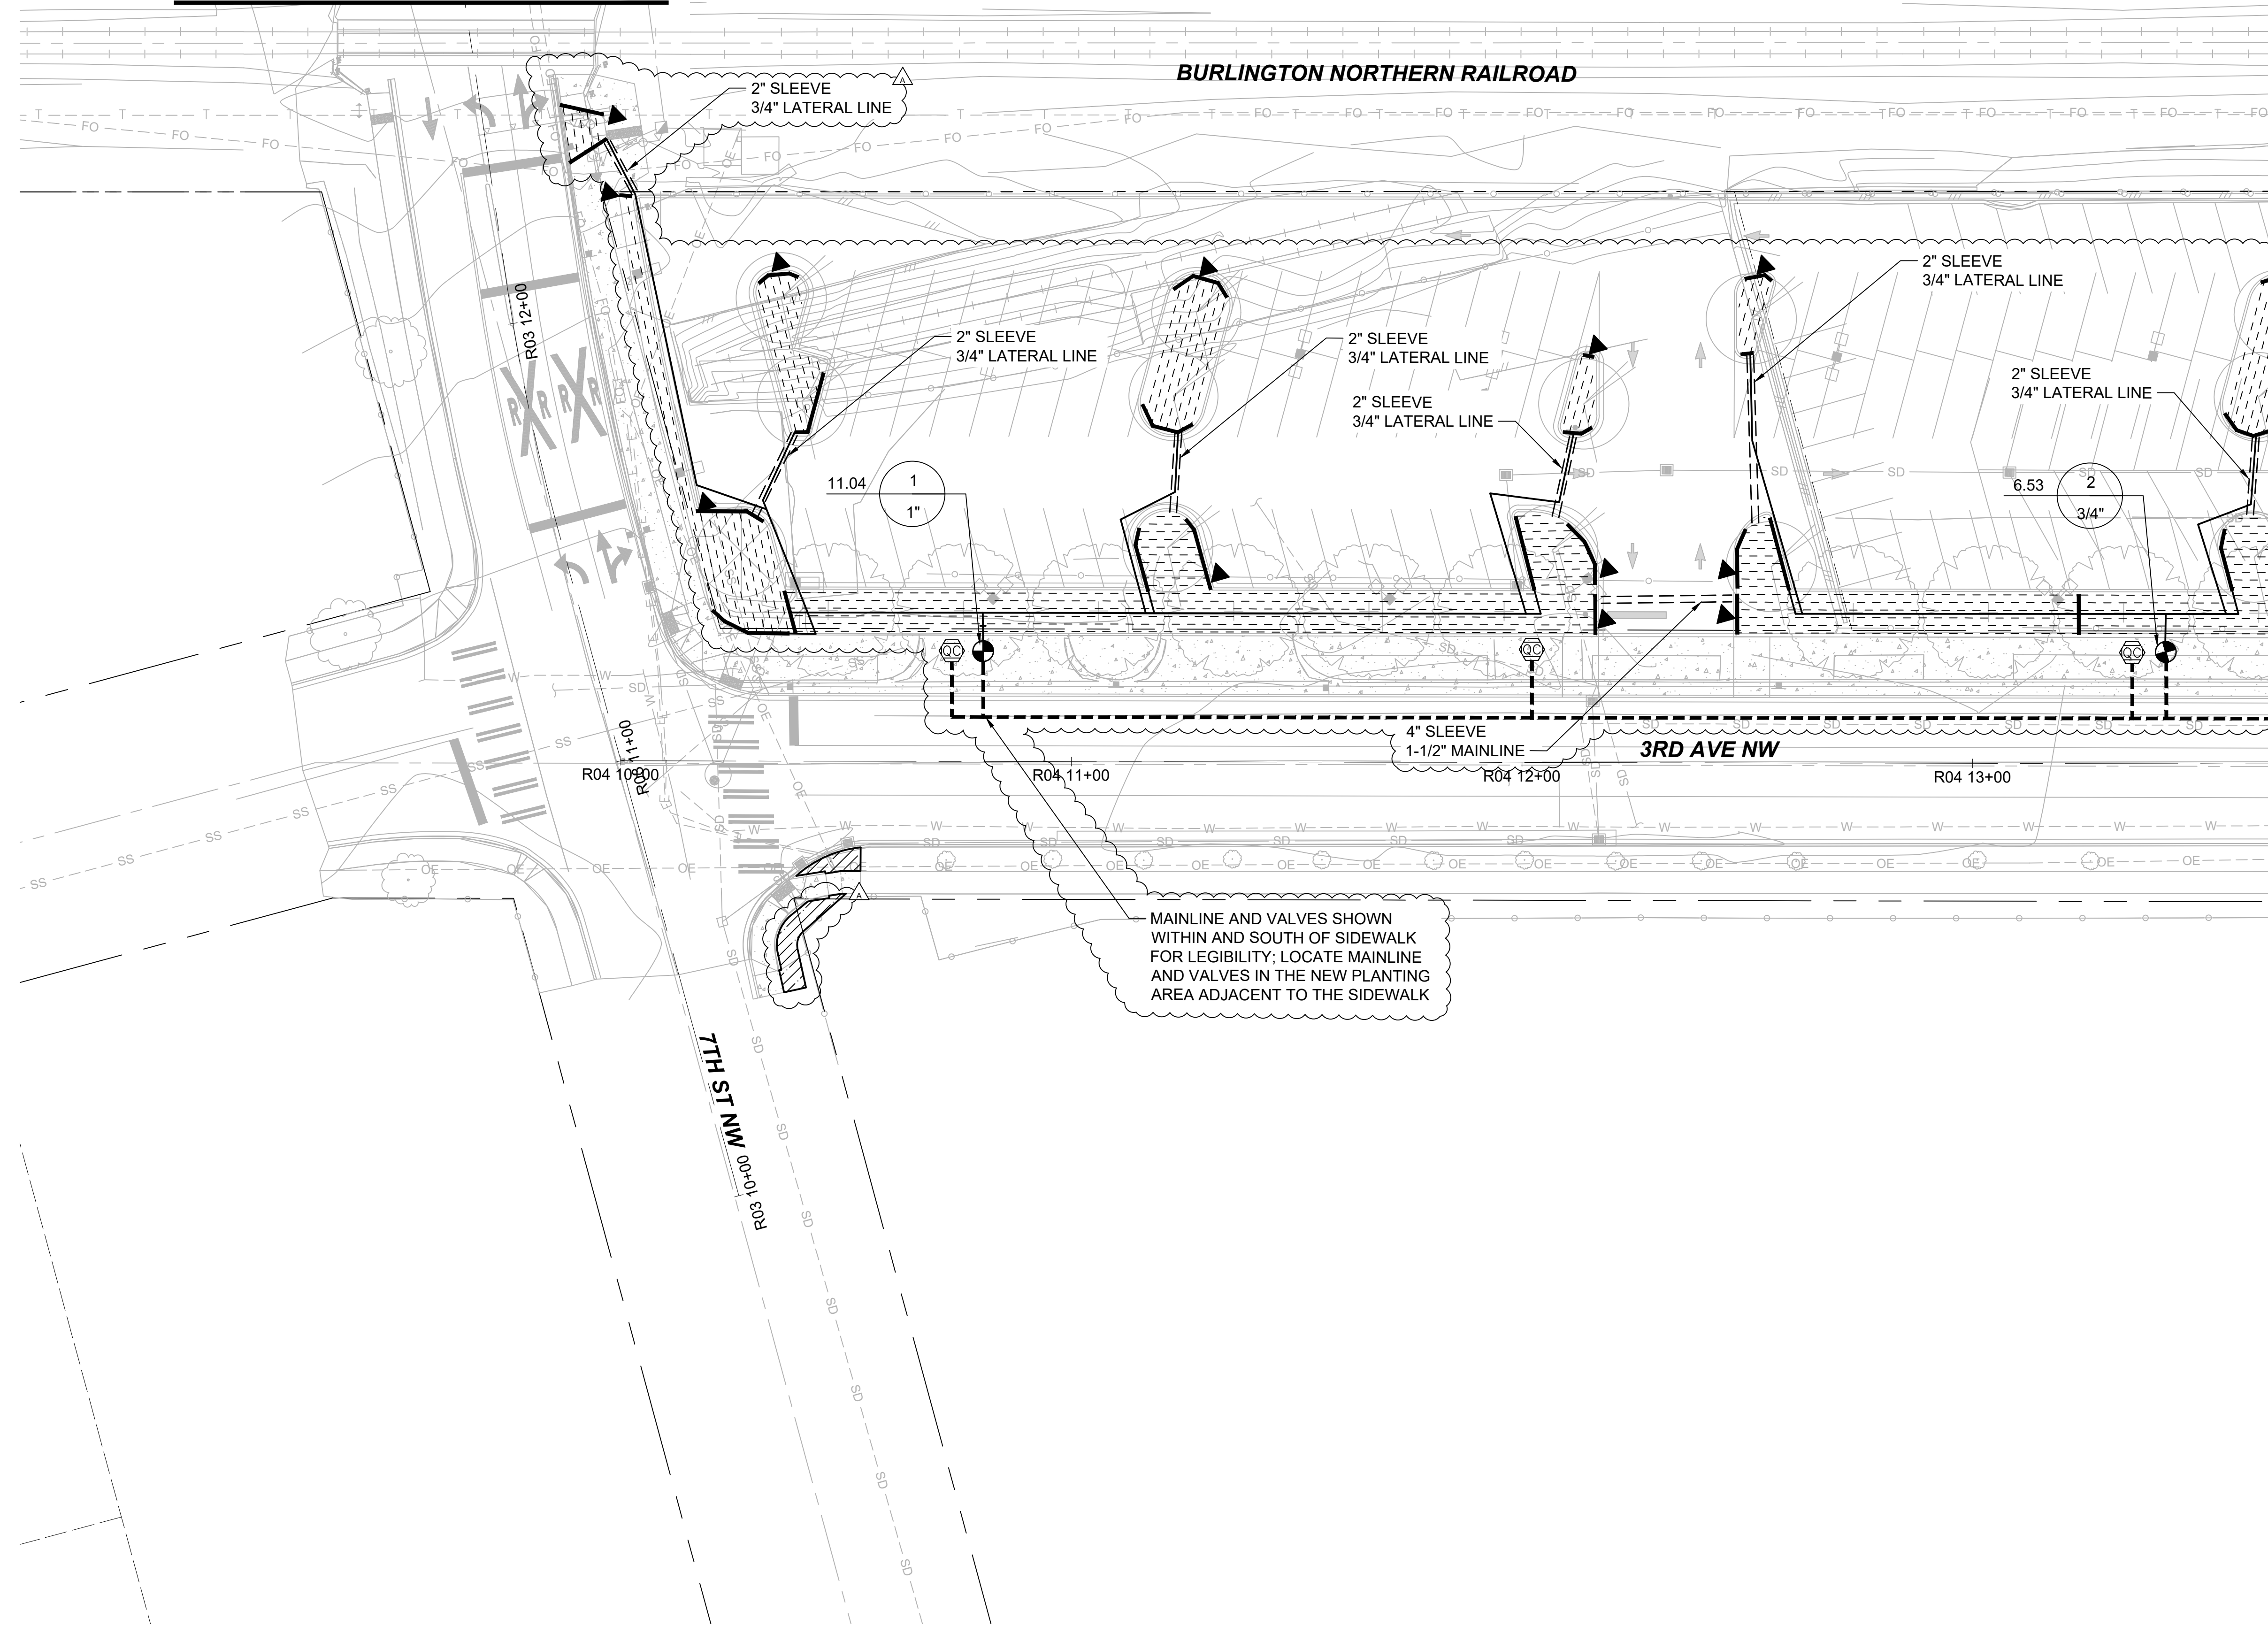 BURLINGTON NORTHERN RAILROAD
2" SLEEVE
3/4" LATERAL LINE
A
2" SLEEVE
3/4" LATERAL LINE
2" SLEEVE
3/4" LATERAL LINE
2" SLEEVE
3/4" LATERAL LINE
2" SLEEVE
3/4" LATERAL LINE
2" SLEEVE
3/4" LATERAL LINE
R03 12+00
R R
R R
11.04
1
1"
6.53
2
3/4"
QC
QC
QC
4" SLEEVE
1-1/2" MAINLINE
3RD AVE NW
R04 10+00
R03 11+00
R04 11+00
R04 12+00
R04 13+00
A
MAINLINE AND VALVES SHOWN
WITHIN AND SOUTH OF SIDEWALK
FOR LEGIBILITY; LOCATE MAINLINE
AND VALVES IN THE NEW PLANTING
AREA ADJACENT TO THE SIDEWALK
7TH ST NW
R03 10+00